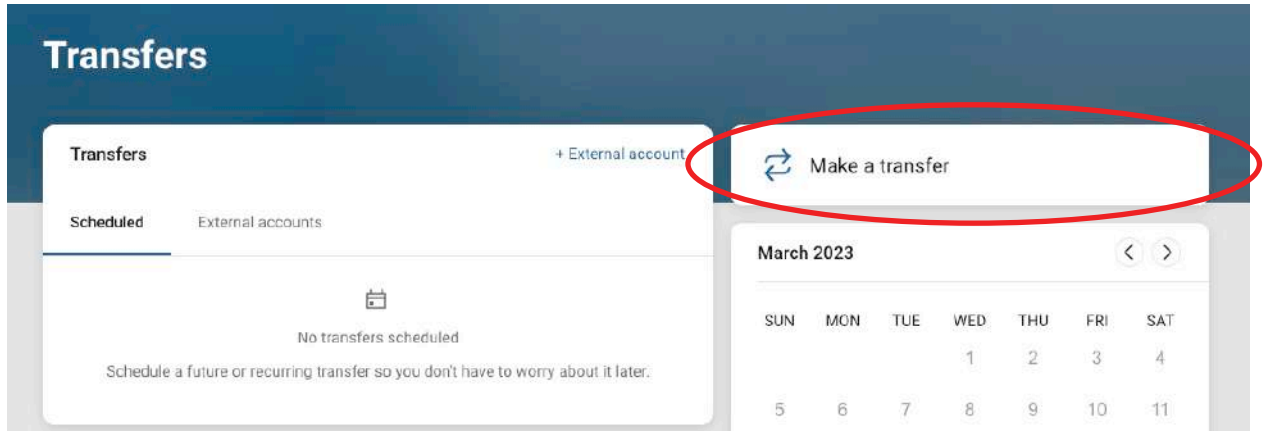 Transfers
Transfers
+ External account
Scheduled
External accounts
No transfers scheduled
Schedule a future or recurring transfer so you don't have to worry about it later.
Make a transfer
March 2023
SUN MON TUE WED THU FRI SAT
1 2 3 4
5 6 7 8 9 10 11